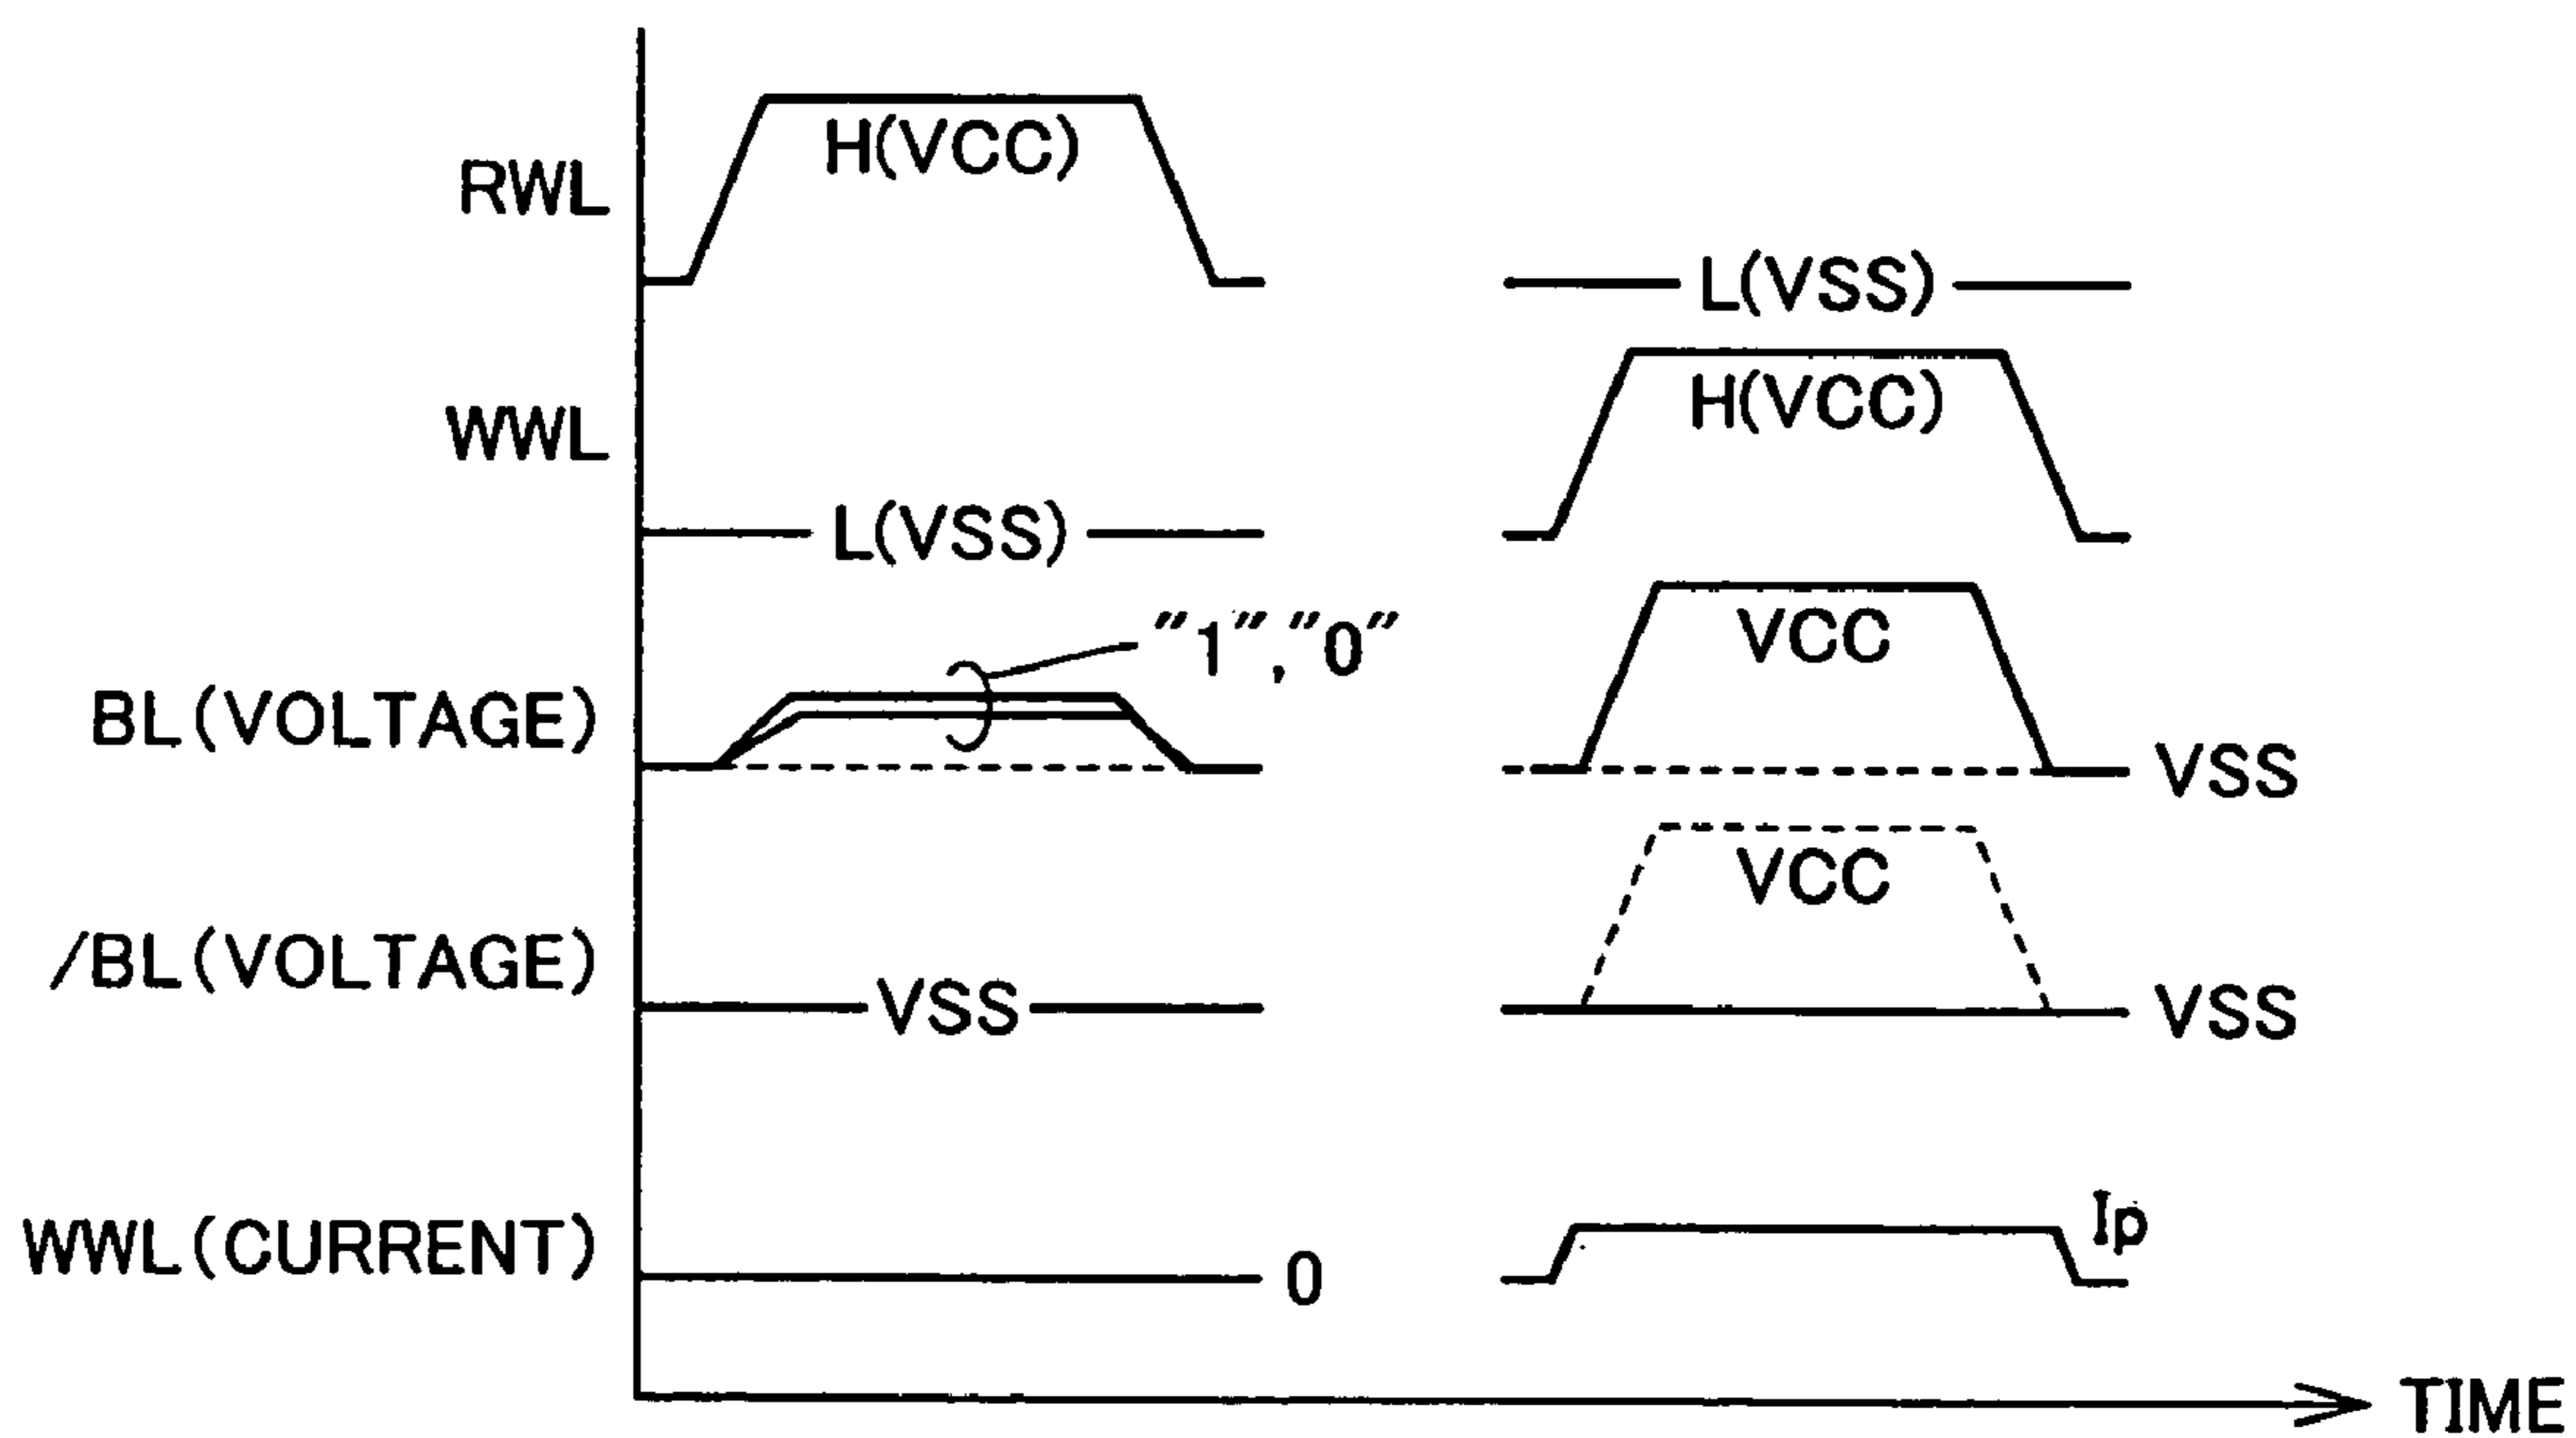 H(VCC)
RWL
L(VSS)
H(VCC)
WWL
L(VSS)
"1","0"
VCC
BL(VOLTAGE)
VSS
VCC
/BL(VOLTAGE)
VSS
VSS
Ip
WWL(CURRENT)
0
TIME